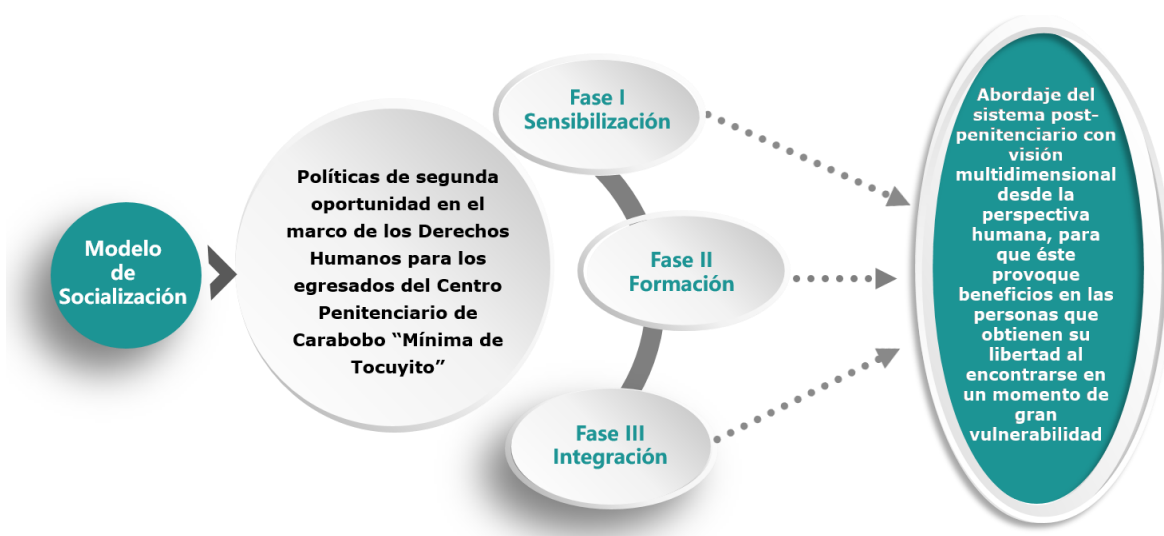 Modelo
de
Socialización
Políticas de segunda
oportunidad en el
marco de los Derechos
Humanos para los
egresados del Centro
Penitenciario de
Carabobo “Mínima de
Tocuyito”
Fase I
Sensibilización
Fase II
Formación
Fase III
Integración
Abordaje del
sistema post-
penitenciario con
visión
multidimensional
desde la
perspectiva
humana, para
que éste
provoque
beneficios en las
personas que
obtienen su
libertad al
encontrarse en
un momento de
gran
vulnerabilidad